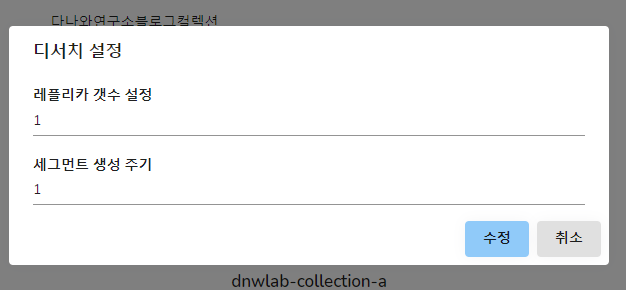 다나와연구소블로그컬렉션
디서치 설정
레플리카 갯수 설정
1
세그먼트 생성 주기
1
수정 취소
dnwlab-collection-a